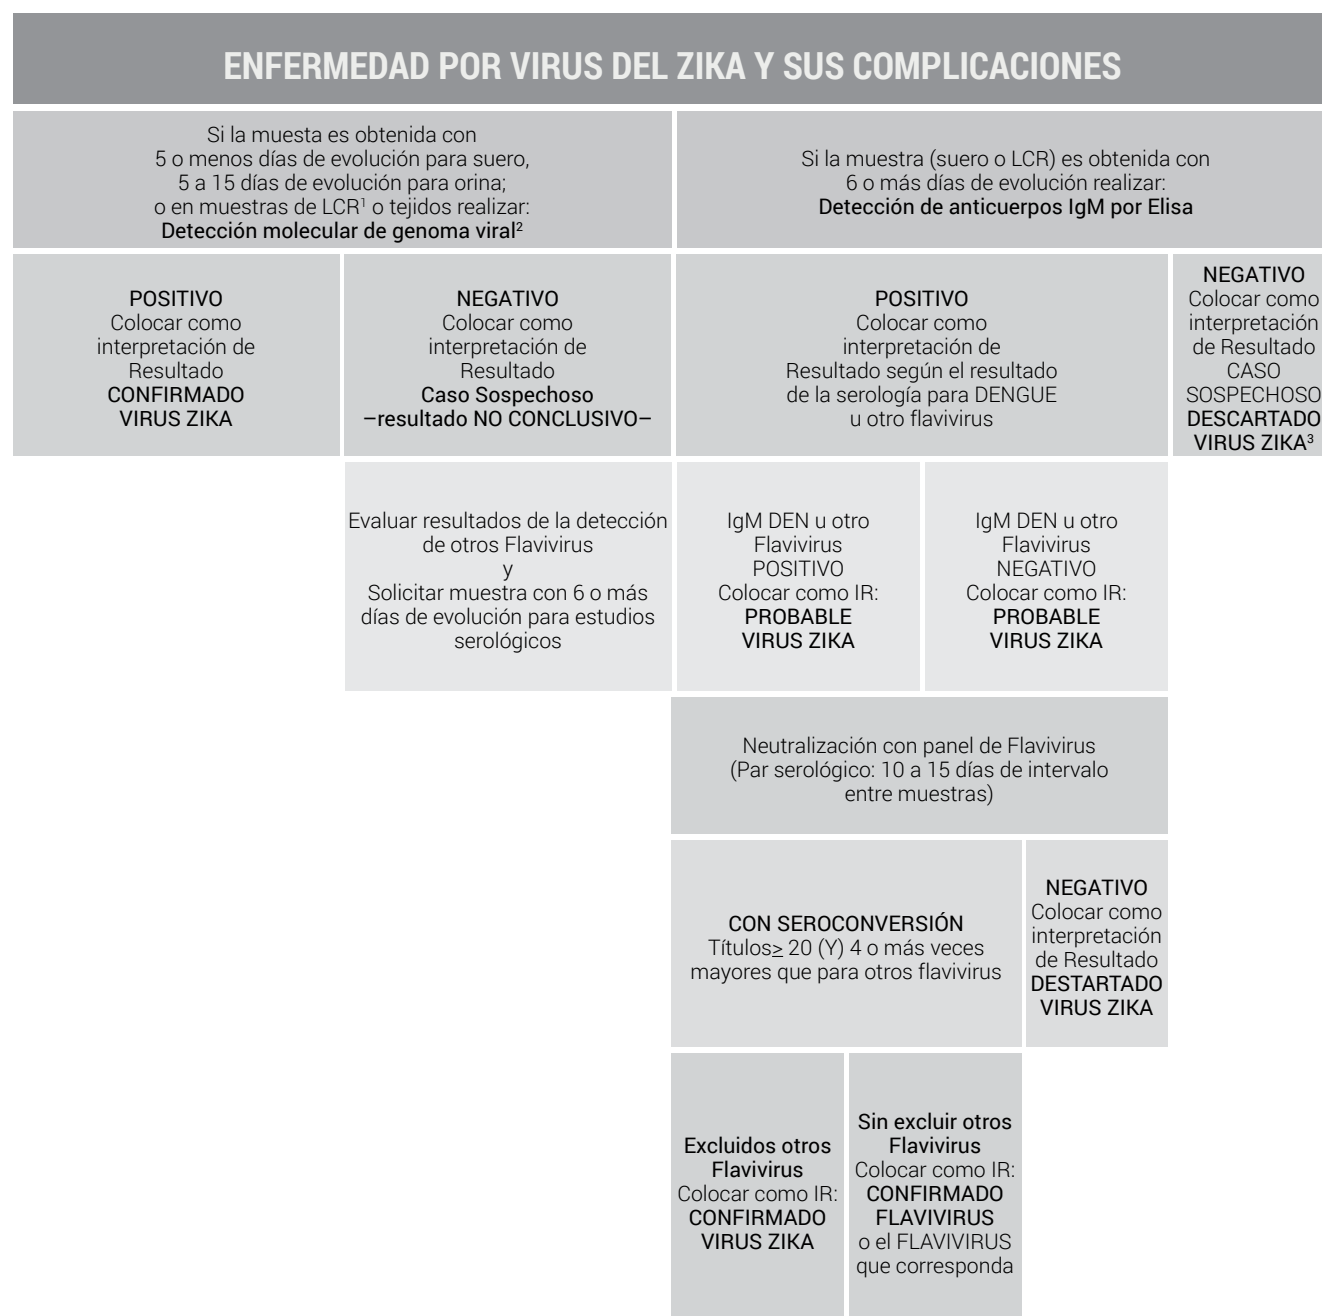 ENFERMEDAD POR VIRUS DEL ZIKA Y SUS COMPLICACIONES
Si la muesta es obtenida con
5 o menos días de evolución para suero,
5 a 15 días de evolución para orina;
o en muestras de LCR¹ o tejidos realizar:
Detección molecular de genoma viral²
Si la muestra (suero o LCR) es obtenida con
6 o más días de evolución realizar:
Detección de anticuerpos IgM por Elisa
POSITIVO
Colocar como
interpretación de
Resultado
CONFIRMADO
VIRUS ZIKA
NEGATIVO
Colocar como
interpretación de
Resultado
Caso Sospechoso
–resultado NO CONCLUSIVO–
POSITIVO
Colocar como
interpretación de
Resultado según el resultado
de la serología para DENGUE
u otro flavivirus
NEGATIVO
Colocar como
interpretación
de Resultado
CASO
SOSPECHOSO
DESCARTADO
VIRUS ZIKA³
Evaluar resultados de la detección
de otros Flavivirus
y
Solicitar muestra con 6 o más
días de evolución para estudios
serológicos
IgM DEN u otro
Flavivirus
POSITIVO
Colocar como IR:
PROBABLE
VIRUS ZIKA
IgM DEN u otro
Flavivirus
NEGATIVO
Colocar como IR:
PROBABLE
VIRUS ZIKA
Neutralización con panel de Flavivirus
(Par serológico: 10 a 15 días de intervalo
entre muestras)
CON SEROCONVERSIÓN
Títulos≥ 20 (Y) 4 o más veces
mayores que para otros flavivirus
NEGATIVO
Colocar como
interpretación
de Resultado
DESTARTADO
VIRUS ZIKA
Excluidos otros
Flavivirus
Colocar como IR:
CONFIRMADO
VIRUS ZIKA
Sin excluir otros
Flavivirus
Colocar como IR:
CONFIRMADO
FLAVIVIRUS
o el FLAVIVIRUS
que corresponda